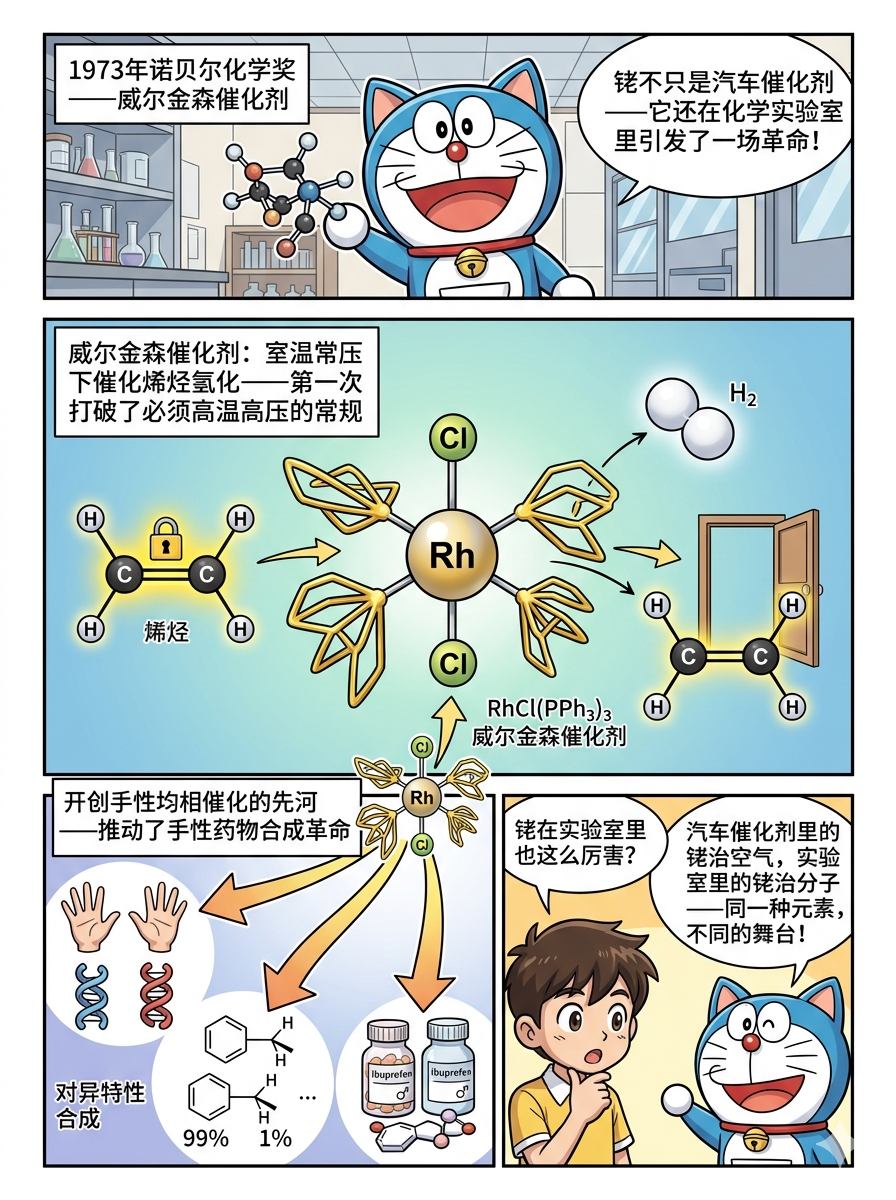 1973年诺贝尔化学奖
——威尔金森催化剂
铑不只是汽车催化剂
——它还在化学实验室
里引发了一场革命！
威尔金森催化剂：室温常压
下催化烯烃氢化——第一次
打破了必须高温高压的常规
H₂
Cl
Rh
Cl
H
H
C
C
H
H
烯烃
H
H
C
C
H
H
RhCl(PPh₃)₃
威尔金森催化剂
Cl
Rh
Cl
开创手性均相催化的先河
——推动了手性药物合成革命
H
H
H
H
...
99%
1%
对异特性
合成
Ibuprefen
ibuprefen
铑在实验室里
也这么厉害？
汽车催化剂里的
铑治空气，实验
室里的铑治分子
——同一种元素，
不同的舞台！